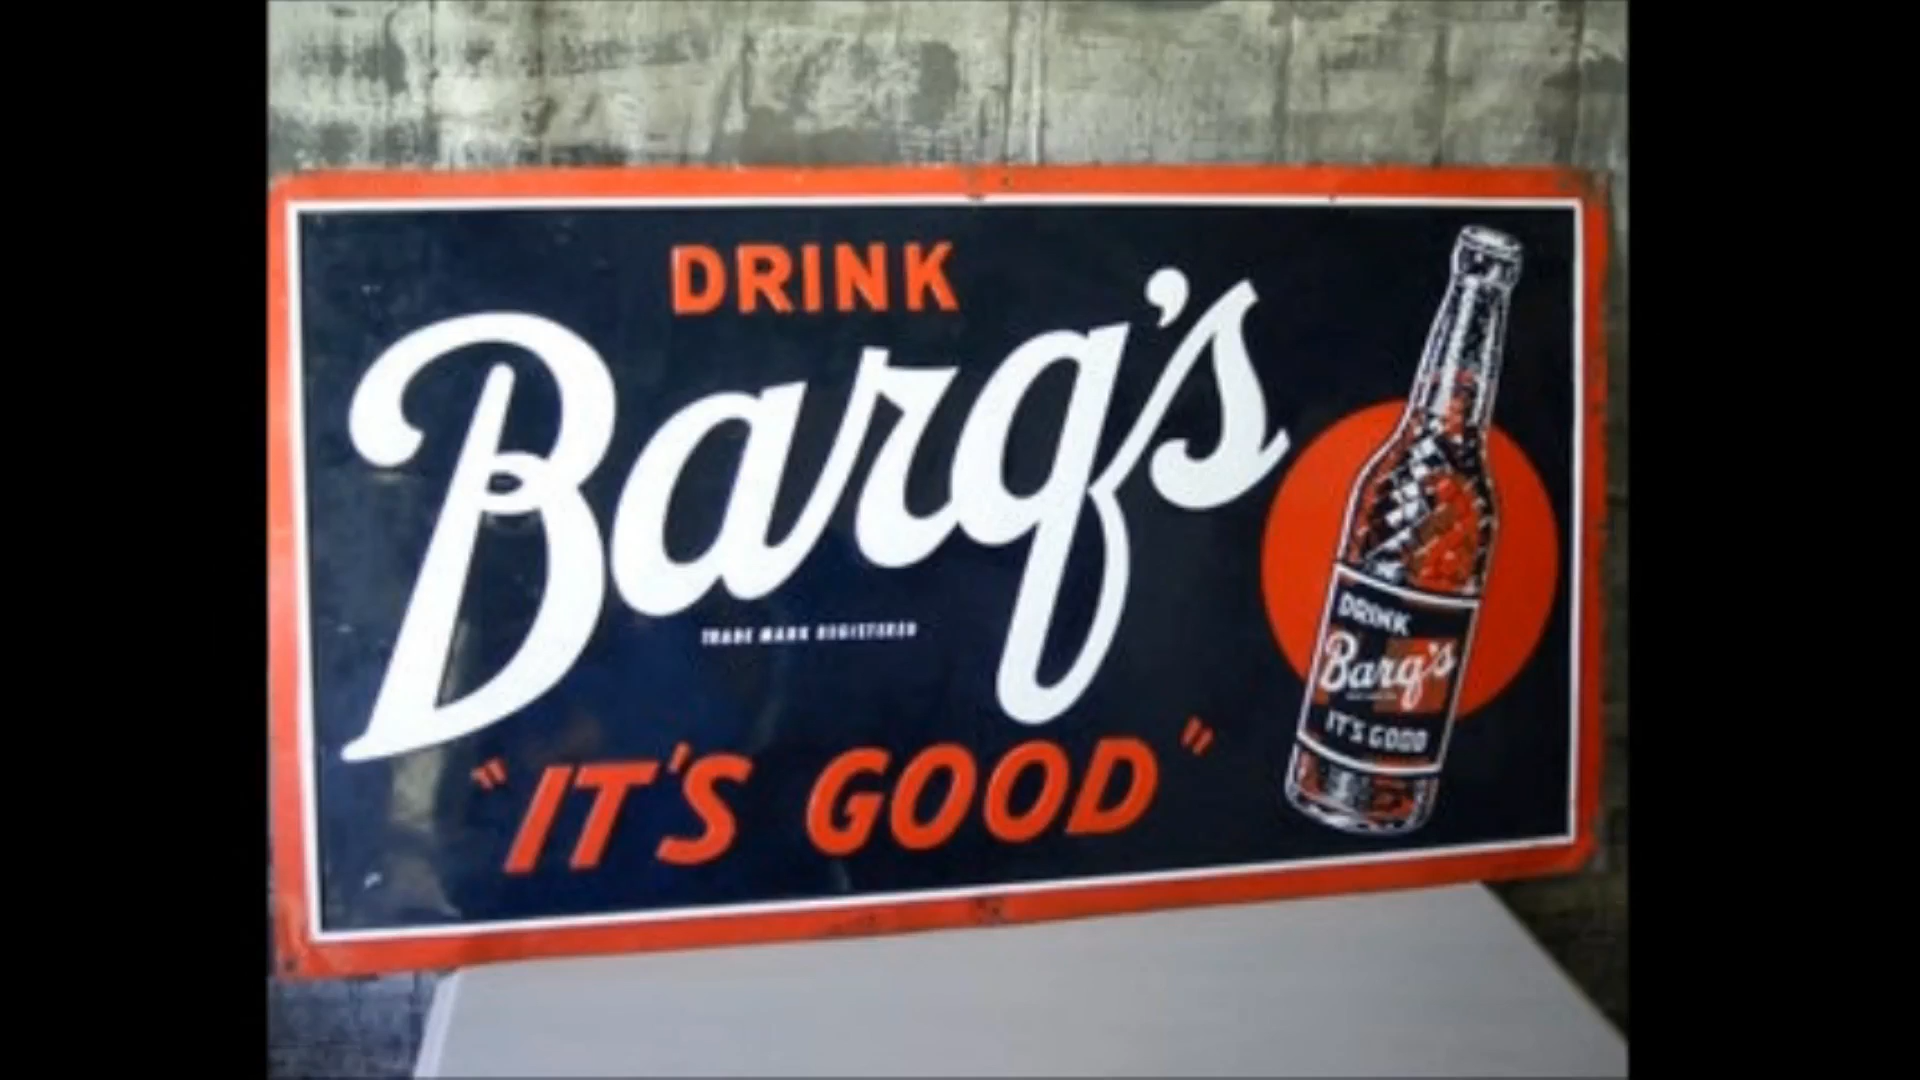 DRINK
Barq's
TRADE MARK REGISTERED
"IT'S GOOD"
DRINK
Barq's
IT'S GOOD